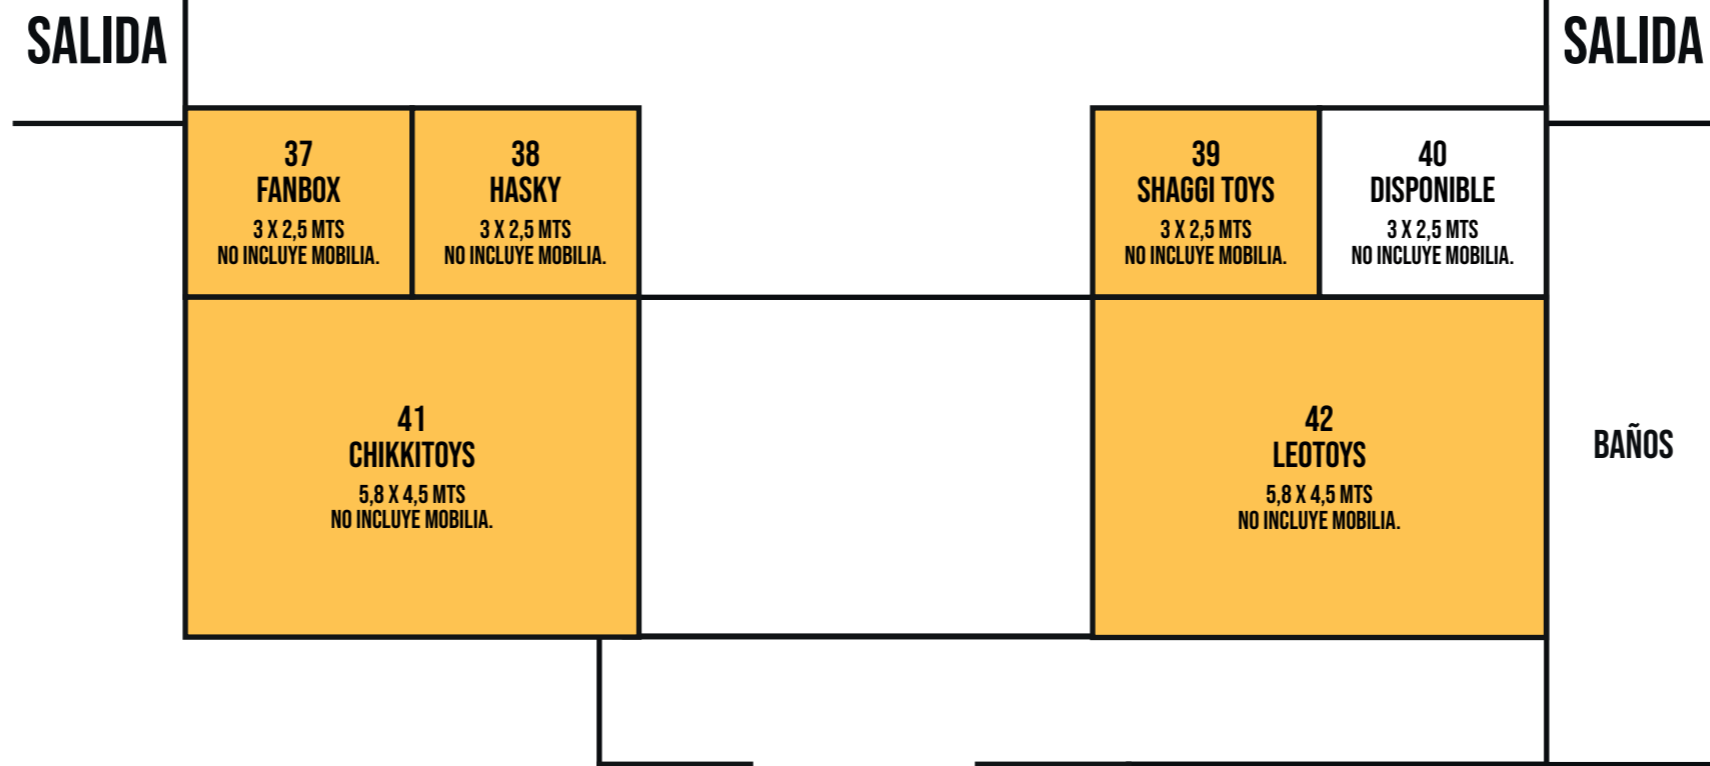 SALIDA
SALIDA
37
FANBOX
3 X 2,5 MTS
NO INCLUYE MOBILIA.
38
HASKY
3 X 2,5 MTS
NO INCLUYE MOBILIA.
39
SHAGGI TOYS
3 X 2,5 MTS
NO INCLUYE MOBILIA.
40
DISPONIBLE
3 X 2,5 MTS
NO INCLUYE MOBILIA.
41
CHIKKITOYS
5,8 X 4,5 MTS
NO INCLUYE MOBILIA.
42
LEOTOYS
5,8 X 4,5 MTS
NO INCLUYE MOBILIA.
BAÑOS